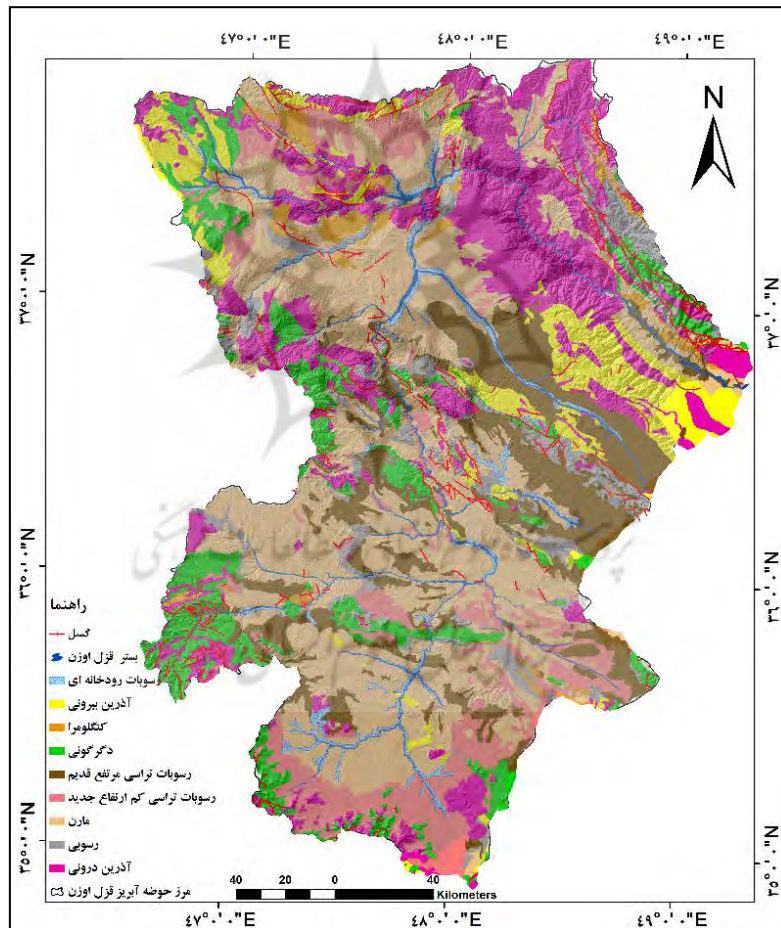 ۴۷°۰'۰"E ۴۸°۰'۰"E ۴۹°۰'۰"E
N
۳۷°۰'۰"N ۳۷°۰'۰"N
۳۶°۰'۰"N ۳۶°۰'۰"N
۳۵°۰'۰"N ۳۵°۰'۰"N
راهنما
گسل
بستر قزل اوزن
رسوبات رودخانه ای
آذرین بیرونی
کنگلومرا
دگرگونی
رسوبات تراسی مرتفع قدیم
رسوبات تراسی کم ارتفاع جدید
مارن
رسوبی
آذرین درونی
مرز حوضه آبریز قزل اوزن
40 20 0 40
Kilometers
۴۷°۰'۰"E ۴۸°۰'۰"E ۴۹°۰'۰"E